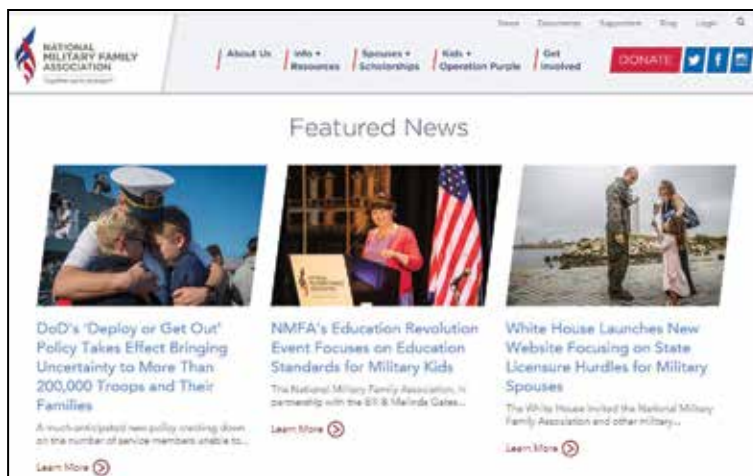 News Documents Supporters Blog Login
NATIONAL
MILITARY FAMILY
ASSOCIATION
Together we're stronger
About Us
Info +
Resources
Spouses +
Scholarships
Kids +
Operation Purple
Get
Involved
DONATE
Featured News
DoD's 'Deploy or Get Out'
Policy Takes Effect Bringing
Uncertainty to More Than
200,000 Troops and Their
Families
A much-anticipated new policy cracking down
on the number of service members unable to...
Learn More
NMFA's Education Revolution
Event Focuses on Education
Standards for Military Kids
The National Military Family Association, in
partnership with the Bill & Melinda Gates...
Learn More
White House Launches New
Website Focusing on State
Licensure Hurdles for Military
Spouses
The White House invited the National Military
Family Association and other military...
Learn More